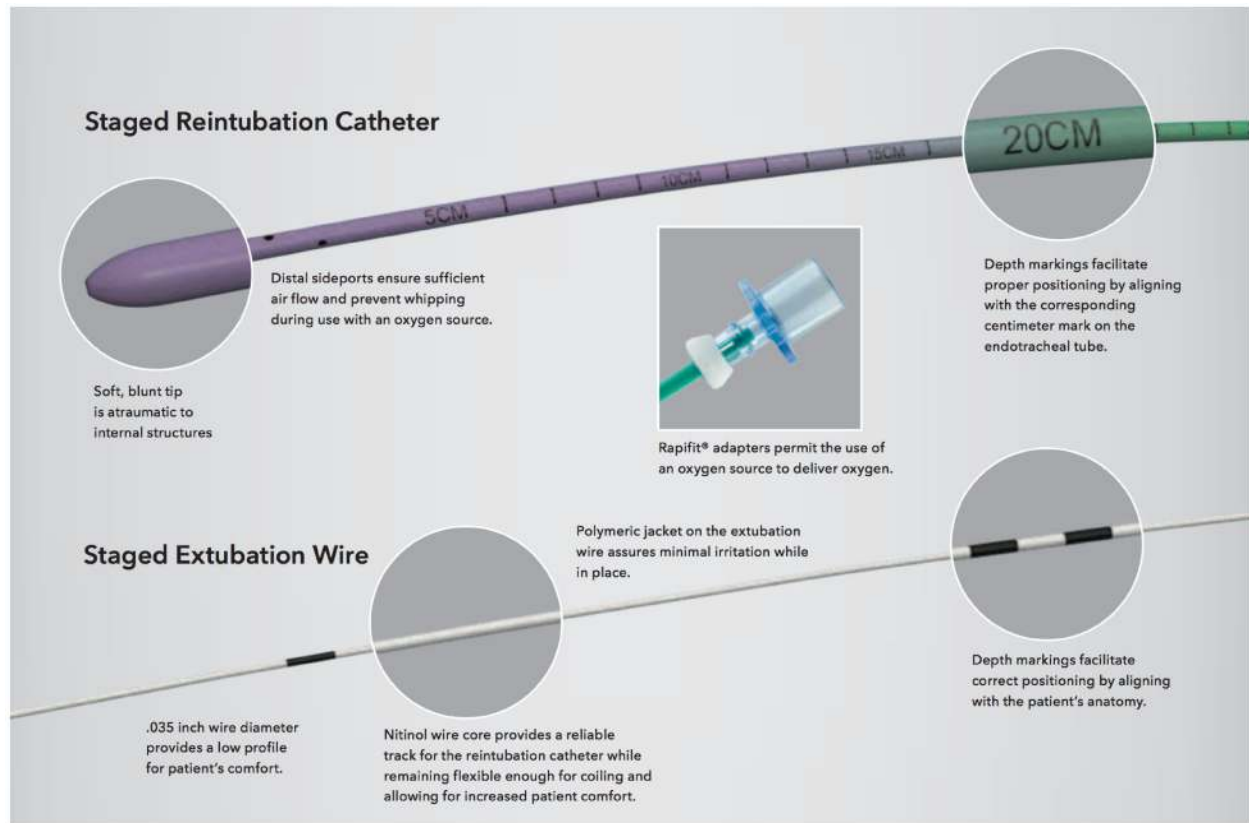 Staged Reintubation Catheter
5CM
10CM
15CM
20CM
Distal sideports ensure sufficient
air flow and prevent whipping
during use with an oxygen source.
Soft, blunt tip
is atraumatic to
internal structures
Depth markings facilitate
proper positioning by aligning
with the corresponding
centimeter mark on the
endotracheal tube.
Rapifit® adapters permit the use of
an oxygen source to deliver oxygen.
Staged Extubation Wire
Polymeric jacket on the extubation
wire assures minimal irritation while
in place.
.035 inch wire diameter
provides a low profile
for patient's comfort.
Nitinol wire core provides a reliable
track for the reintubation catheter while
remaining flexible enough for coiling and
allowing for increased patient comfort.
Depth markings facilitate
correct positioning by aligning
with the patient's anatomy.